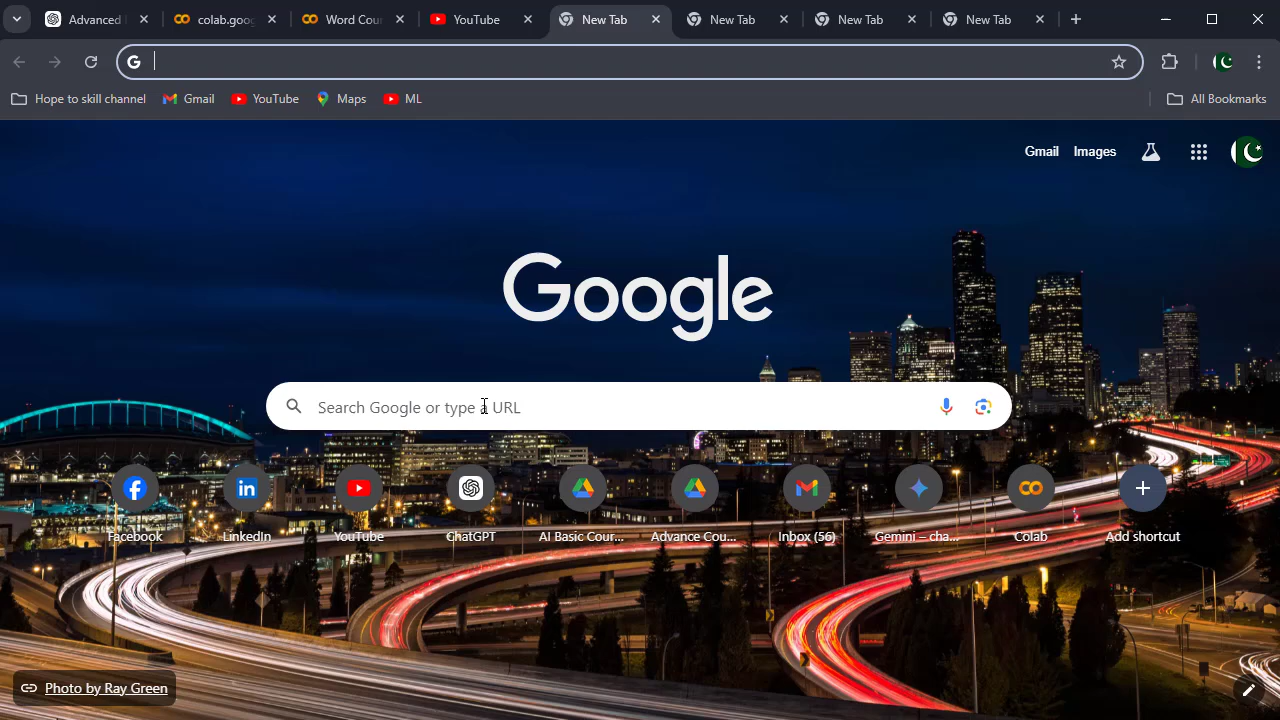 Advanced
colab.goog
Word Cou
YouTube
New Tab
New Tab
New Tab
New Tab
Hope to skill channel
Gmail
YouTube
Maps
ML
All Bookmarks
Gmail
Images
Google
Search Google or type a URL
Facebook
LinkedIn
YouTube
ChatGPT
AI Basic Cour...
Advance Cou...
Inbox (56)
Gemini – cha...
Colab
Add shortcut
Photo by Ray Green